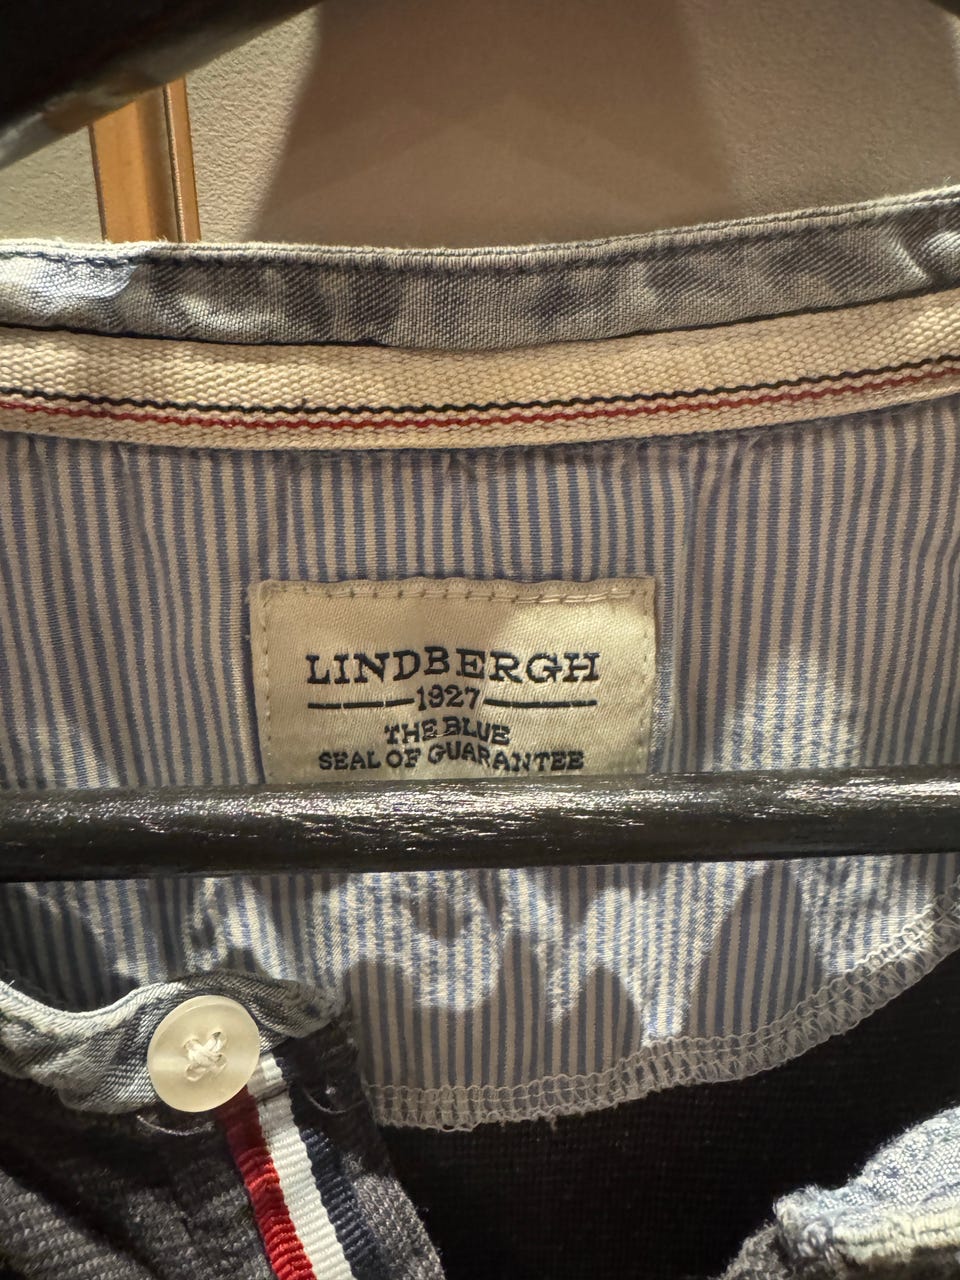 LINDBERGH
1927
THE BLUE
SEAL OF GUARANTEE